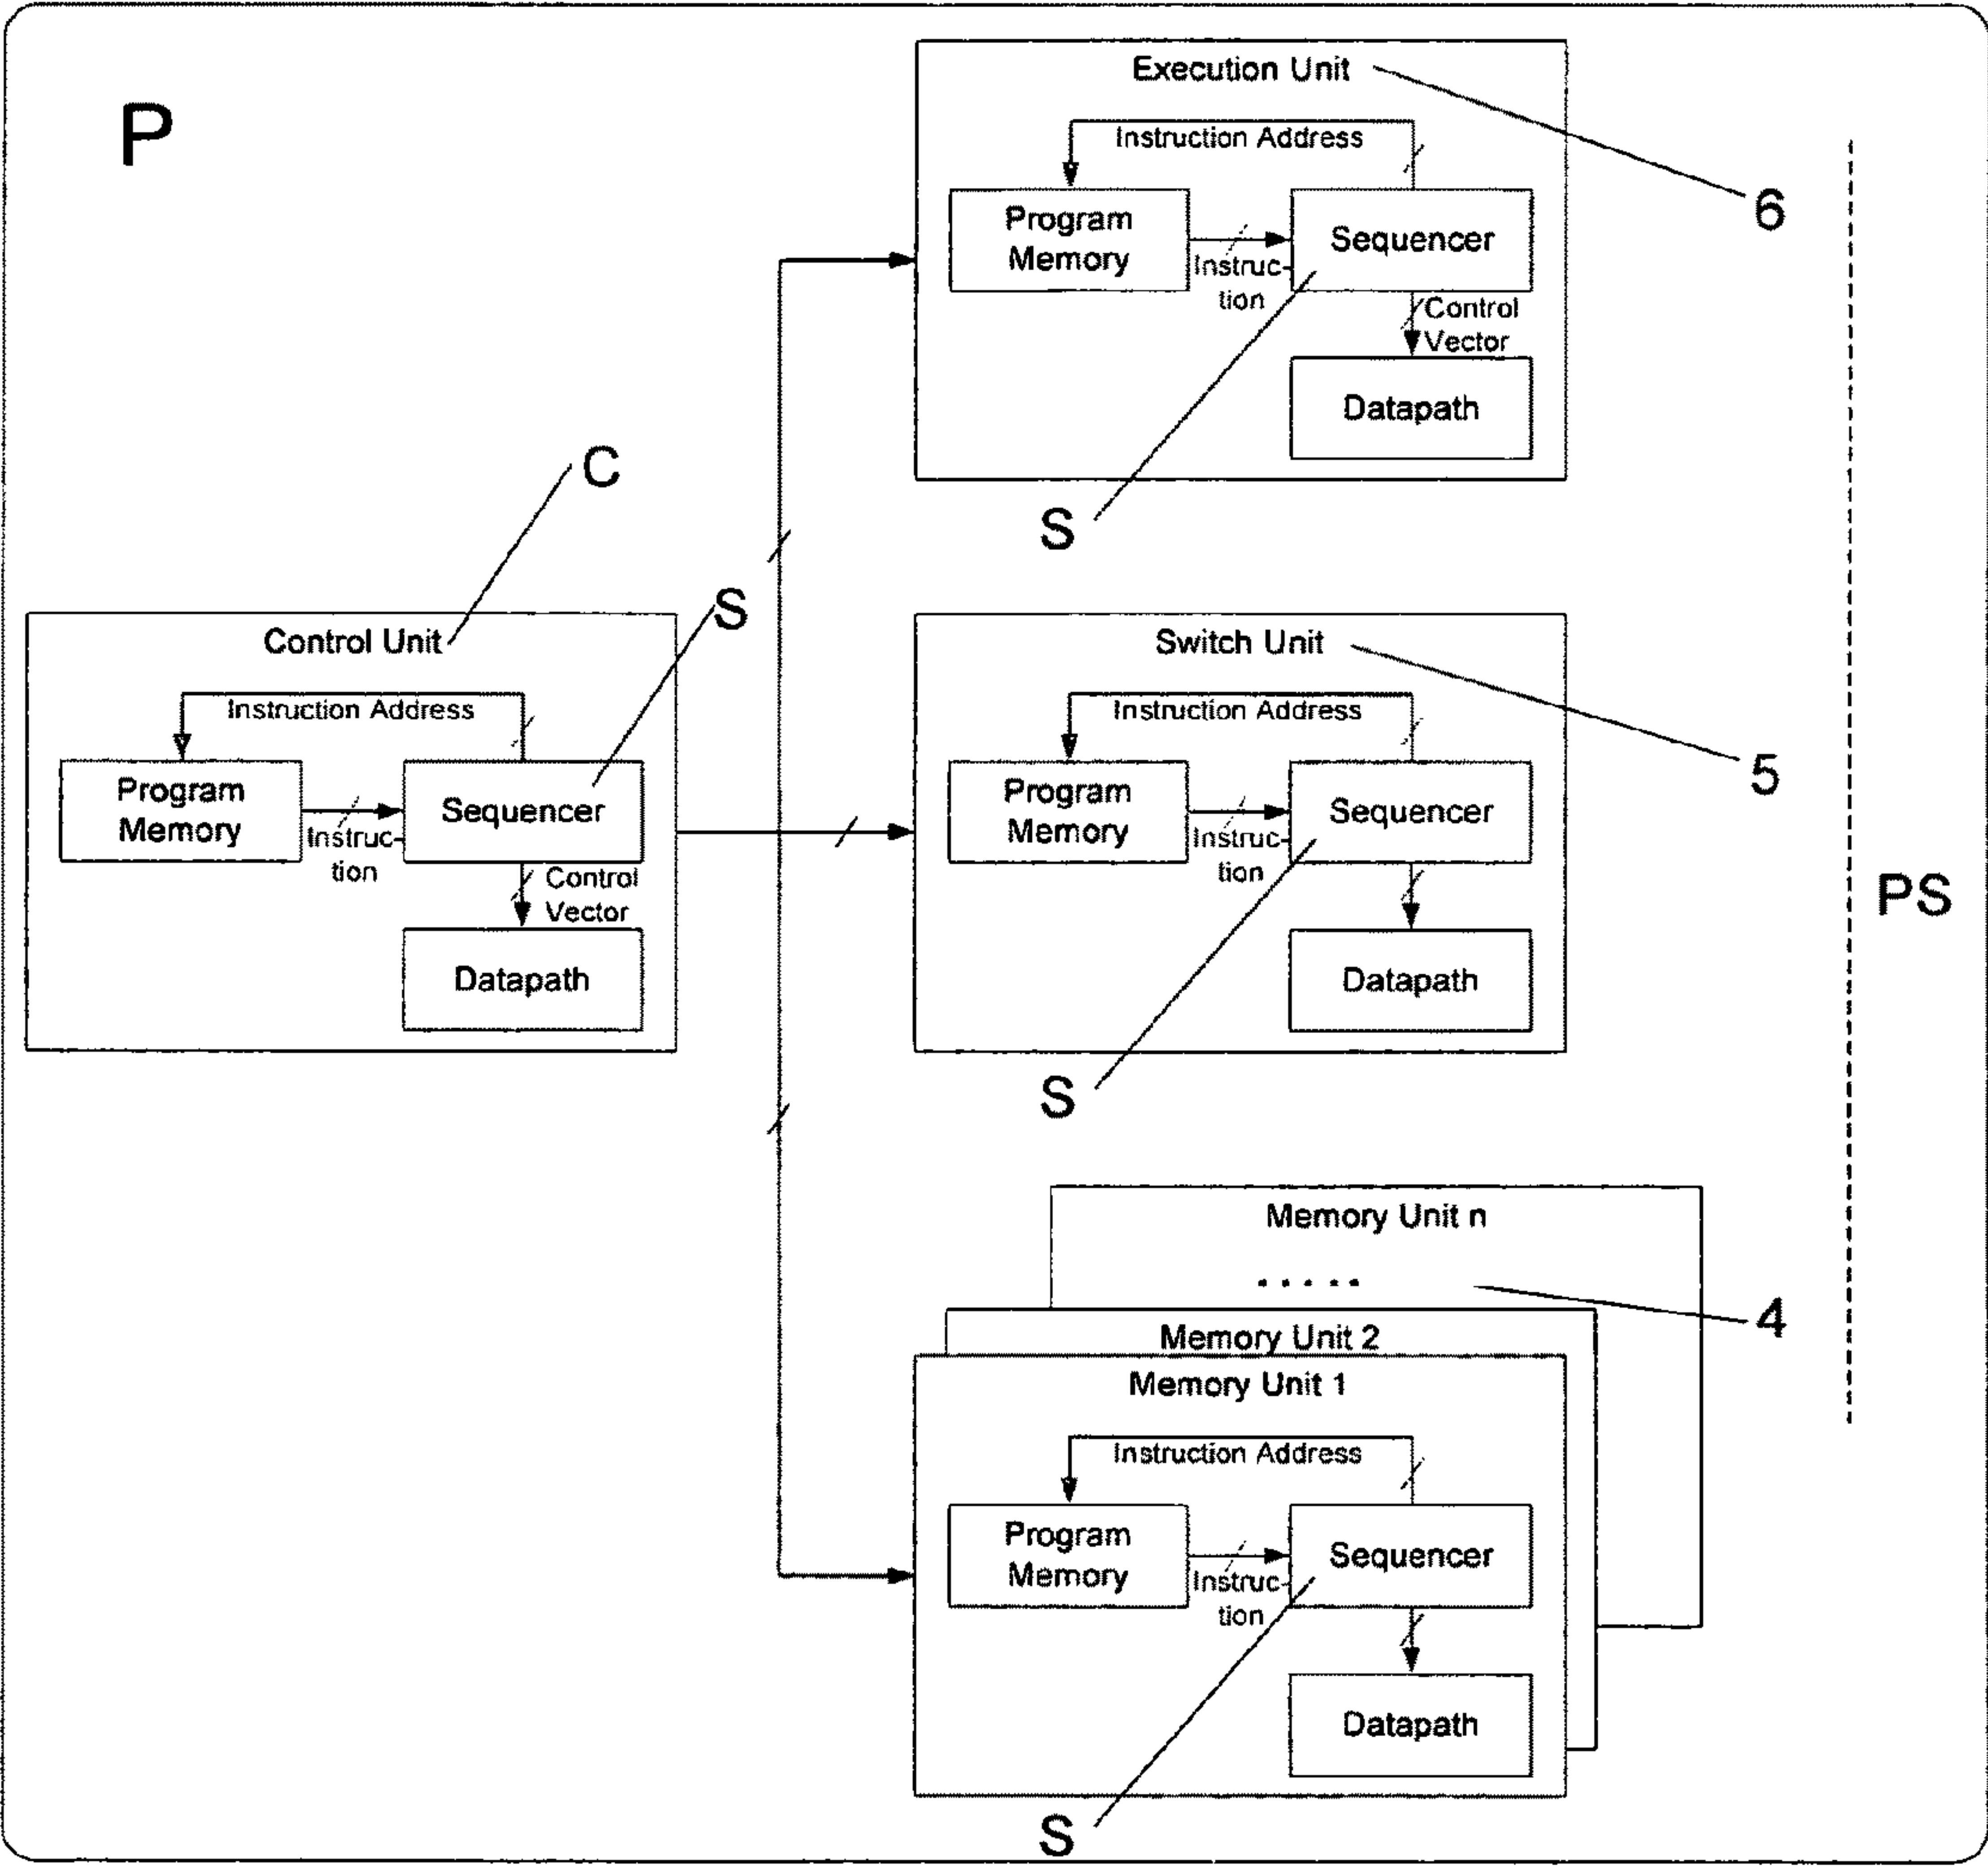 P
Execution Unit
Instruction Address
Program
Memory
Instruc-
tion
Sequencer
Control
Vector
Datapath
6
S
C
S
Control Unit
Instruction Address
Program
Memory
Instruc-
tion
Sequencer
Control
Vector
Datapath
Switch Unit
Instruction Address
Program
Memory
Instruc-
tion
Sequencer
Datapath
5
S
PS
Memory Unit n
.....
4
Memory Unit 2
Memory Unit 1
Instruction Address
Program
Memory
Instruc-
tion
Sequencer
Datapath
S